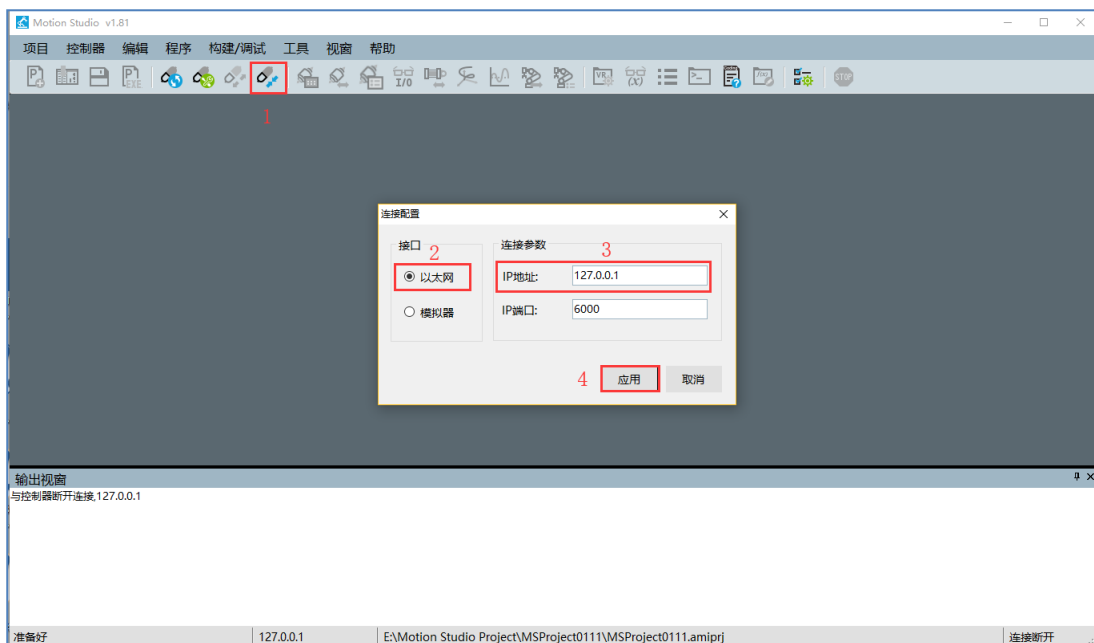 Motion Studio v1.81
项目 控制器 编辑 程序 构建/调试 工具 视窗 帮助
P P EXE I/O VR (X) f(x) STOP
1
连接配置
接口 2 连接参数 3
以太网 IP地址: 127.0.0.1
模拟器 IP端口: 6000
4 应用 取消
输出视窗
与控制器断开连接,127.0.0.1
准备好 127.0.0.1 E:\Motion Studio Project\MSProject0111\MSProject0111.amiprj 连接断开